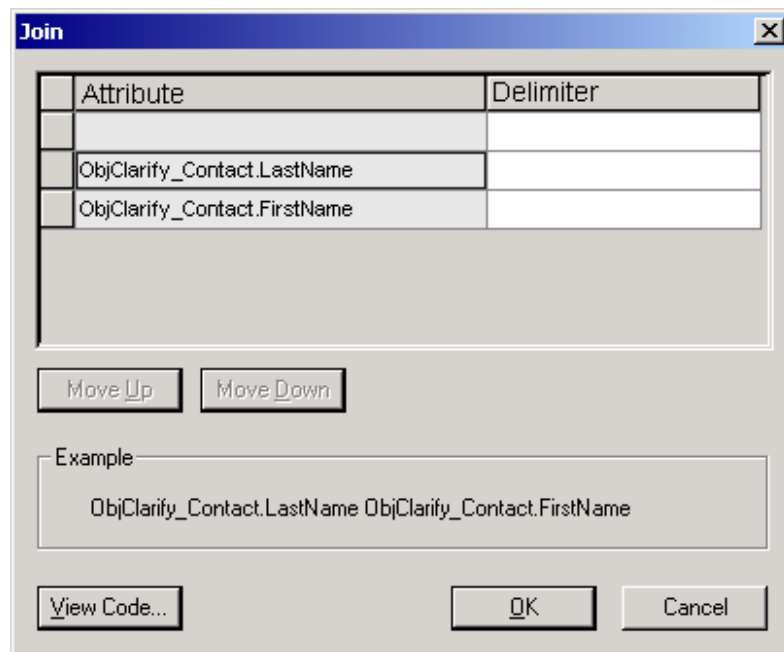 Join
Attribute Delimiter
ObjClarify_Contact.LastName
ObjClarify_Contact.FirstName
Move Up Move Down
Example
ObjClarify_Contact.LastName ObjClarify_Contact.FirstName
View Code... OK Cancel